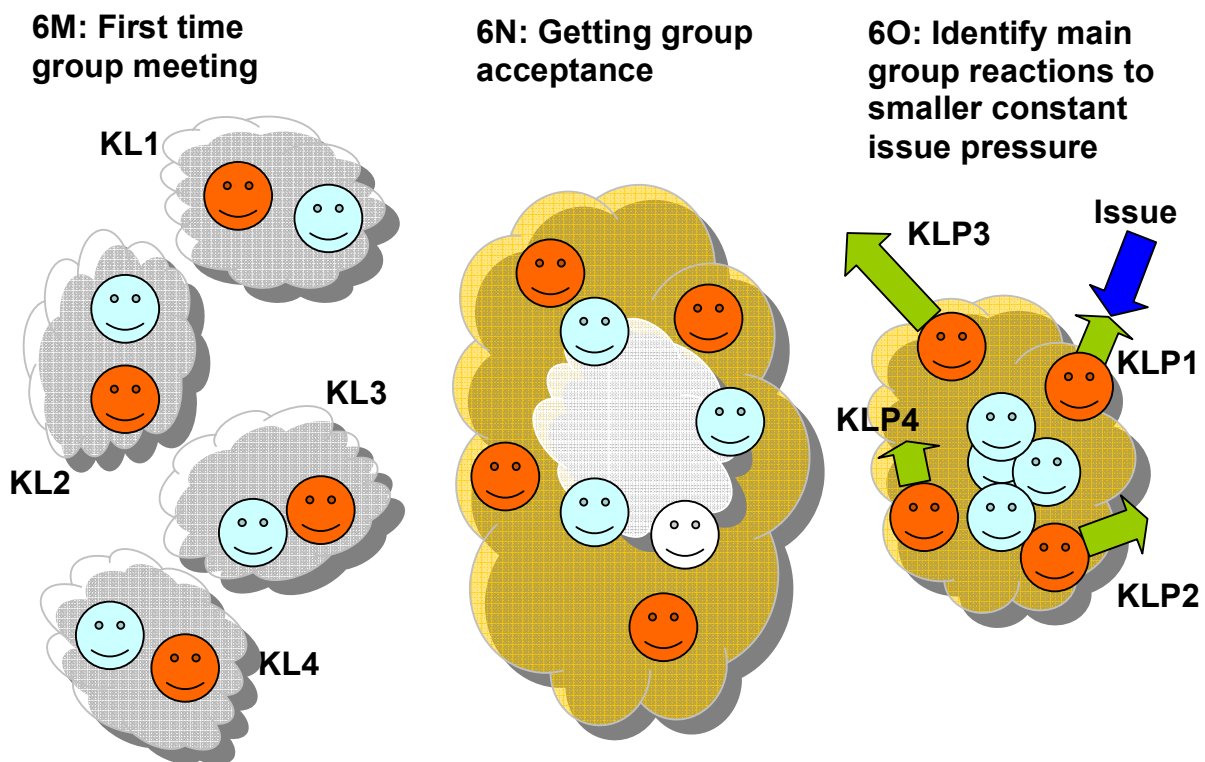 6M: First time
group meeting
KL1
KL2
KL3
KL4
6N: Getting group
acceptance
6O: Identify main
group reactions to
smaller constant
issue pressure
Issue
KLP3
KLP1
KLP4
KLP2